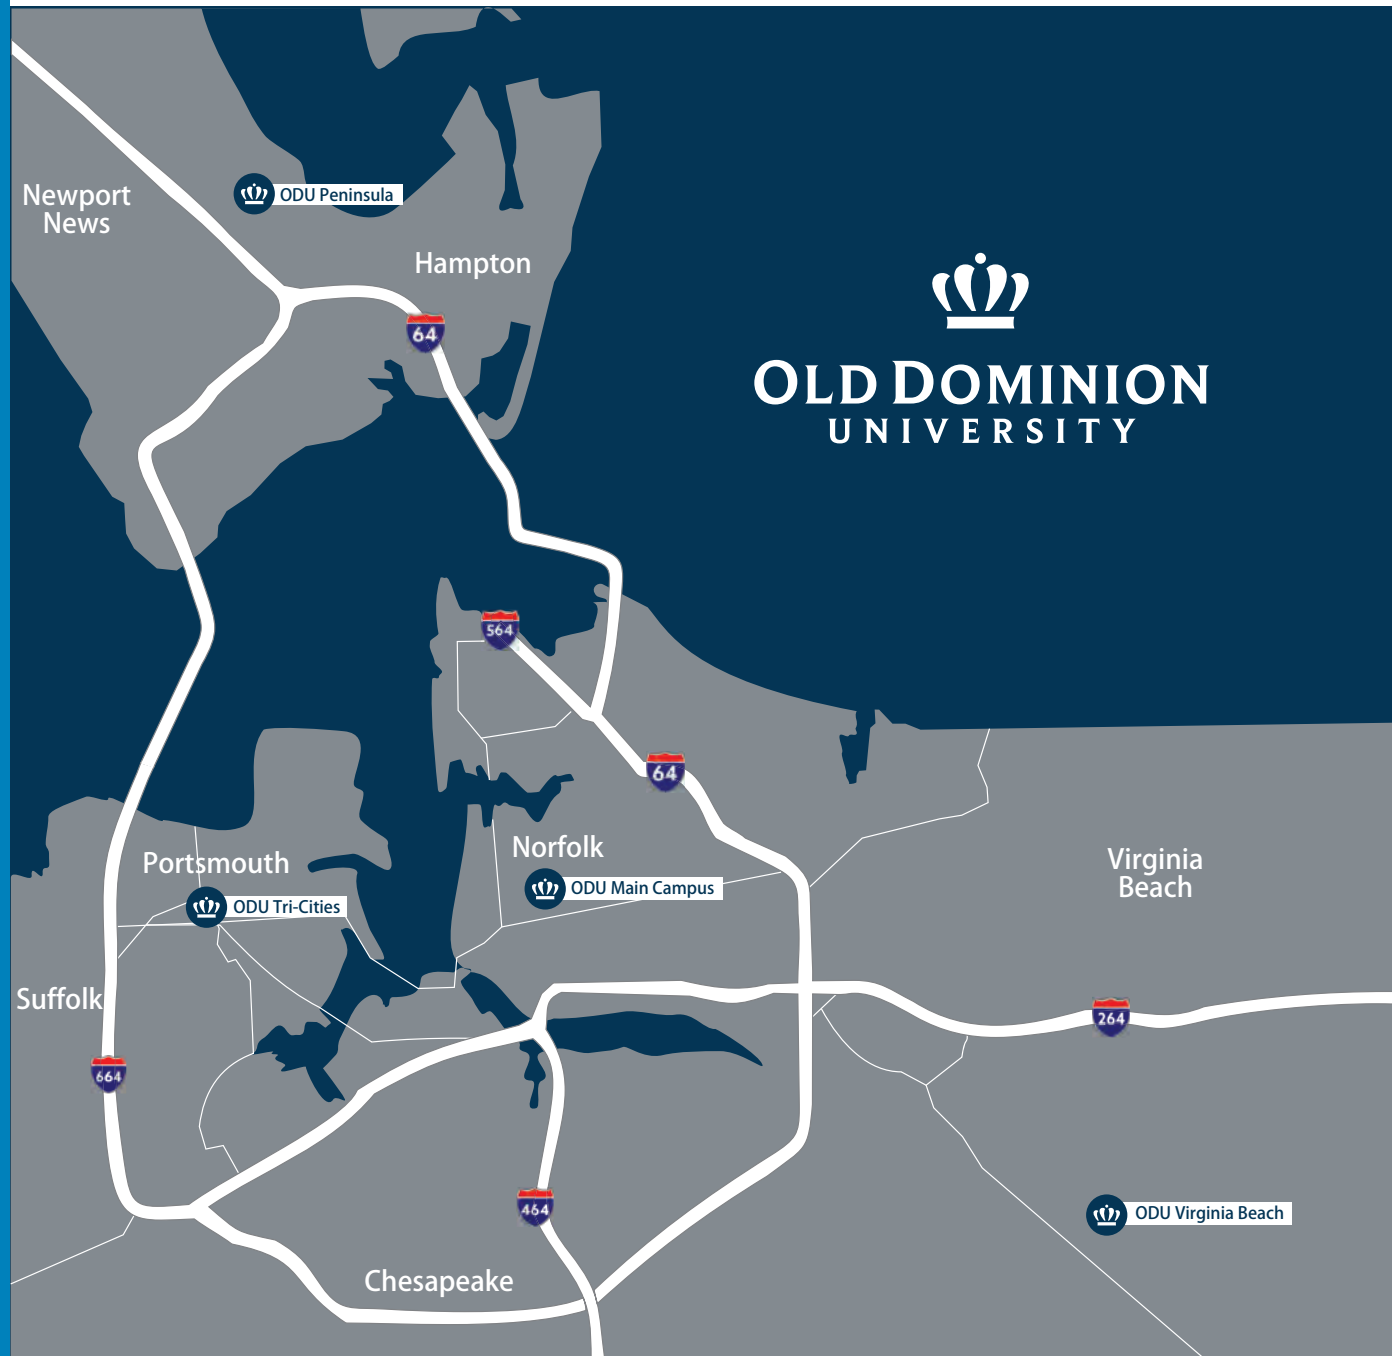 Newport
News
ODU Peninsula
Hampton
64
OLD DOMINION
UNIVERSITY
564
64
Norfolk
ODU Main Campus
Portsmouth
ODU Tri-Cities
Virginia
Beach
Suffolk
264
664
464
ODU Virginia Beach
Chesapeake